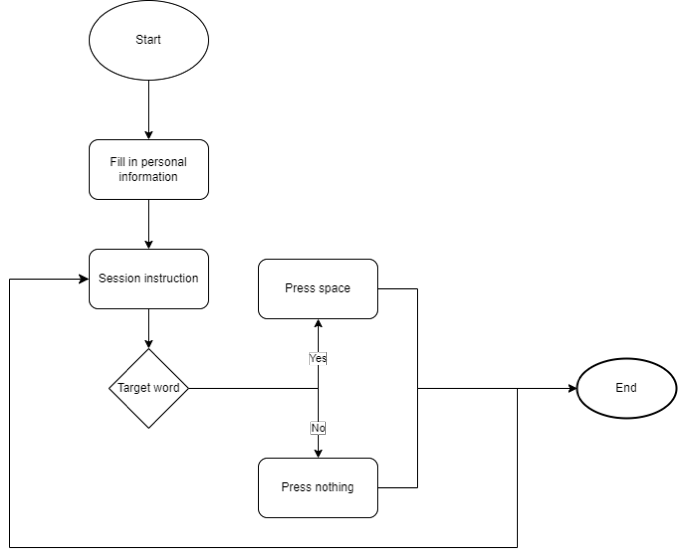 Start
Fill in personal
information
Session instruction
Press space
Yes
Target word
End
No
Press nothing